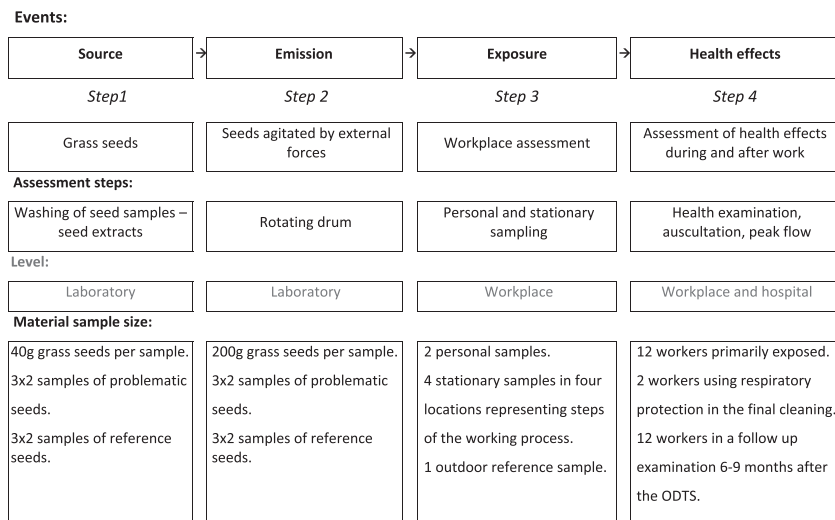 Events:
Source → Emission → Exposure → Health effects
Step1 Step 2 Step 3 Step 4
Grass seeds
Seeds agitated by external
forces
Workplace assessment
Assessment of health effects
during and after work
Assessment steps:
Washing of seed samples –
seed extracts
Rotating drum
Personal and stationary
sampling
Health examination,
auscultation, peak flow
Level:
Laboratory Laboratory Workplace Workplace and hospital
Material sample size:
40g grass seeds per sample.
3x2 samples of problematic
seeds.
3x2 samples of reference
seeds.
200g grass seeds per sample.
3x2 samples of problematic
seeds.
3x2 samples of reference
seeds.
2 personal samples.
4 stationary samples in four
locations representing steps
of the working process.
1 outdoor reference sample.
12 workers primarily exposed.
2 workers using respiratory
protection in the final cleaning.
12 workers in a follow up
examination 6-9 months after
the ODTS.